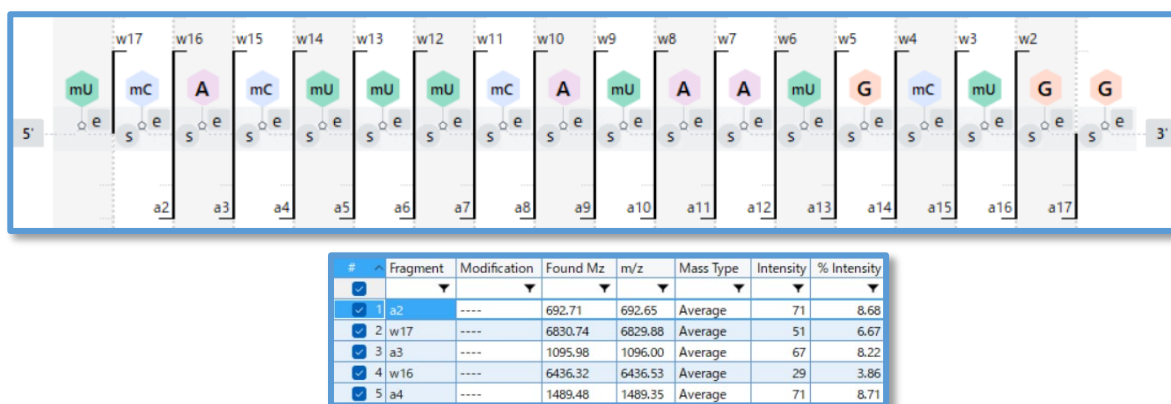 w17 w16 w15 w14 w13 w12 w11 w10 w9 w8 w7 w6 w5 w4 w3 w2
mU mC A mC mU mU mU mC A mU A A mU G mC mU G G
e e e e e e e e e e e e e e e e e e
5' s s s s s s s s s s s s s s s s s 3'
a2 a3 a4 a5 a6 a7 a8 a9 a10 a11 a12 a13 a14 a15 a16 a17
# Fragment Modification Found Mz m/z Mass Type Intensity % Intensity
1 a2 ---- 692.71 692.65 Average 71 8.68
2 w17 ---- 6830.74 6829.88 Average 51 6.67
3 a3 ---- 1095.98 1096.00 Average 67 8.22
4 w16 ---- 6436.32 6436.53 Average 29 3.86
5 a4 ---- 1489.48 1489.35 Average 71 8.71